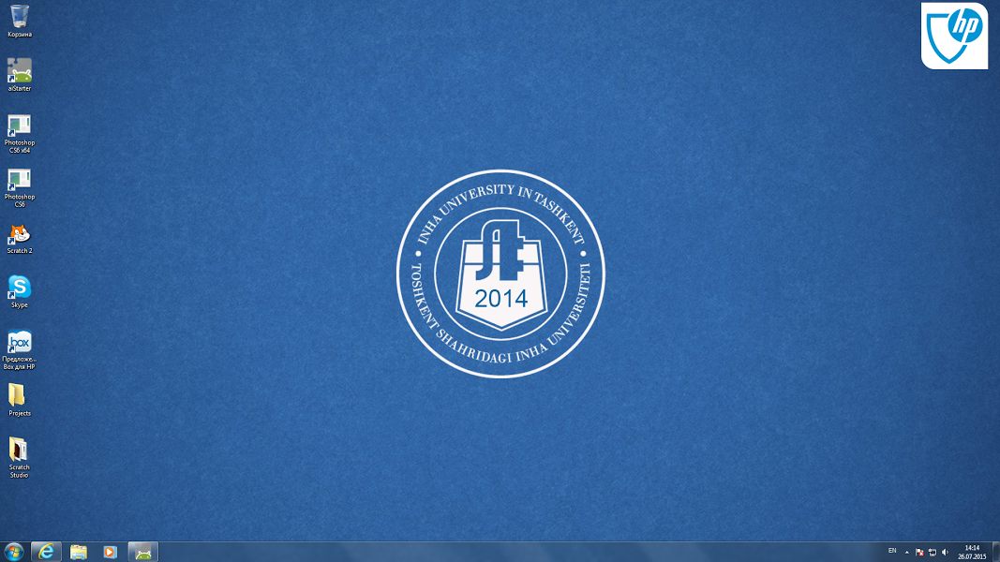 Корзина
aiStarter
Photoshop
CS6 x64
Photoshop
CS6
Scratch 2
Skype
box
Предложе...
Box для HP
Projects
Scratch
Studio
hp
INHA UNIVERSITY IN TASHKENT
2014
TOSHKENT SHAHRIDAGI INHA UNIVERSITETI
EN
14:14
26.07.2015